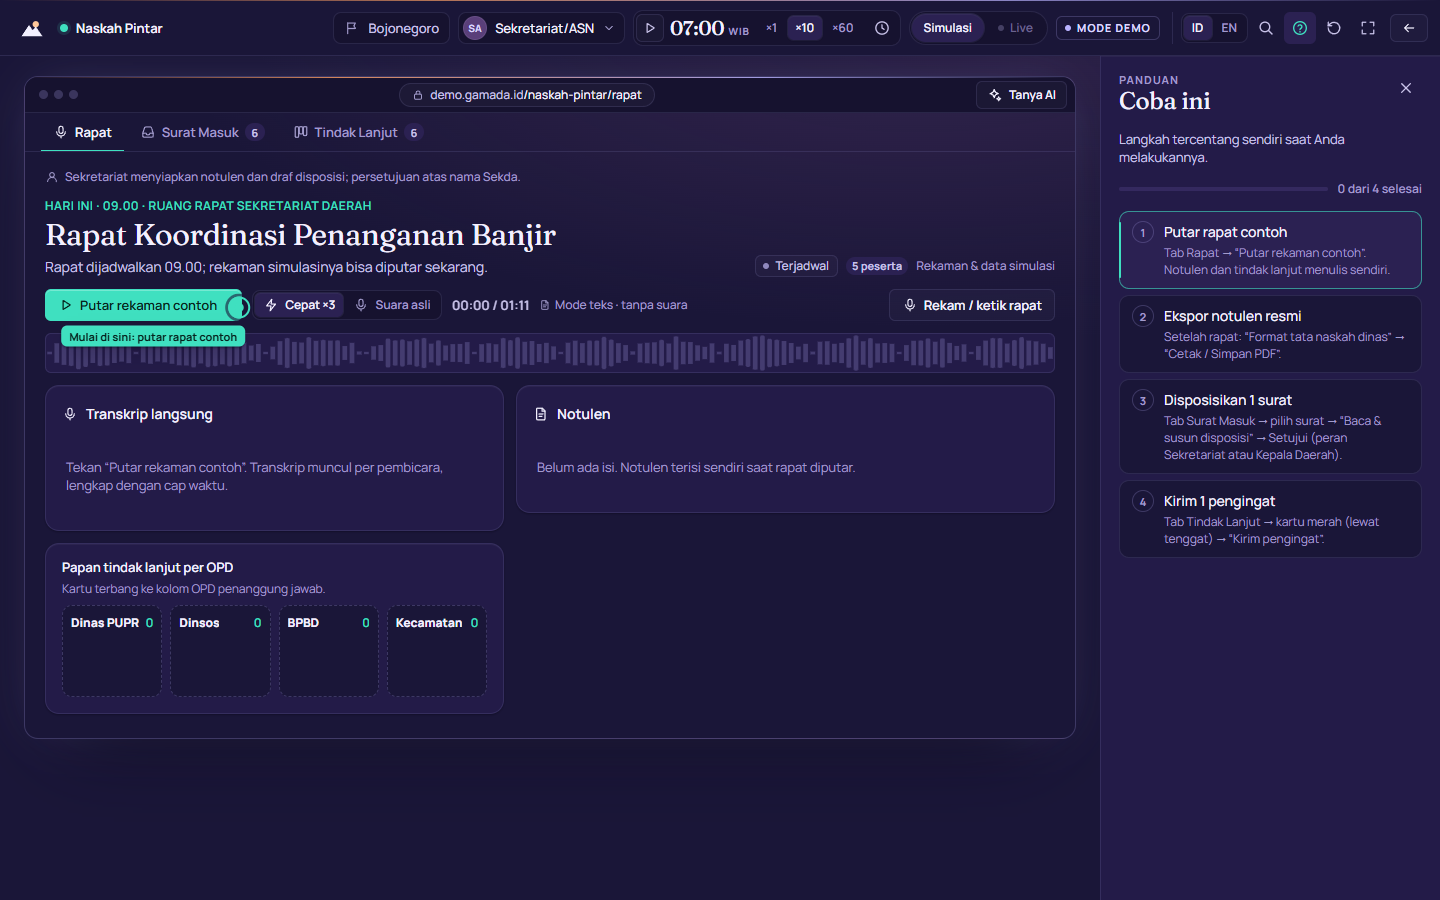 Naskah Pintar
Bojonegoro
SA Sekretariat/ASN
07:00 WIB ×1 ×10 ×60
Simulasi Live
MODE DEMO
ID EN
demo.gamada.id/naskah-pintar/rapat
Tanya AI
Rapat Surat Masuk 6 Tindak Lanjut 6
Sekretariat menyiapkan notulen dan draf disposisi; persetujuan atas nama Sekda.
HARI INI · 09.00 · RUANG RAPAT SEKRETARIAT DAERAH
Rapat Koordinasi Penanganan Banjir
Rapat dijadwalkan 09.00; rekaman simulasinya bisa diputar sekarang.
Terjadwal 5 peserta Rekaman & data simulasi
Putar rekaman contoh Cepat ×3 Suara asli 00:00 / 01:11 Mode teks · tanpa suara Rekam / ketik rapat
Mulai di sini: putar rapat contoh
Transkrip langsung
Tekan “Putar rekaman contoh”. Transkrip muncul per pembicara,
lengkap dengan cap waktu.
Notulen
Belum ada isi. Notulen terisi sendiri saat rapat diputar.
Papan tindak lanjut per OPD
Kartu terbang ke kolom OPD penanggung jawab.
Dinas PUPR 0 Dinsos 0 BPBD 0 Kecamatan 0
PANDUAN
Coba ini
Langkah tercentang sendiri saat Anda
melakukannya.
0 dari 4 selesai
1 Putar rapat contoh
Tab Rapat → “Putar rekaman contoh”.
Notulen dan tindak lanjut menulis sendiri.
2 Ekspor notulen resmi
Setelah rapat: “Format tata naskah dinas” →
“Cetak / Simpan PDF”.
3 Disposisikan 1 surat
Tab Surat Masuk → pilih surat → “Baca &
susun disposisi” → Setujui (peran
Sekretariat atau Kepala Daerah).
4 Kirim 1 pengingat
Tab Tindak Lanjut → kartu merah (lewat
tenggat) → “Kirim pengingat”.